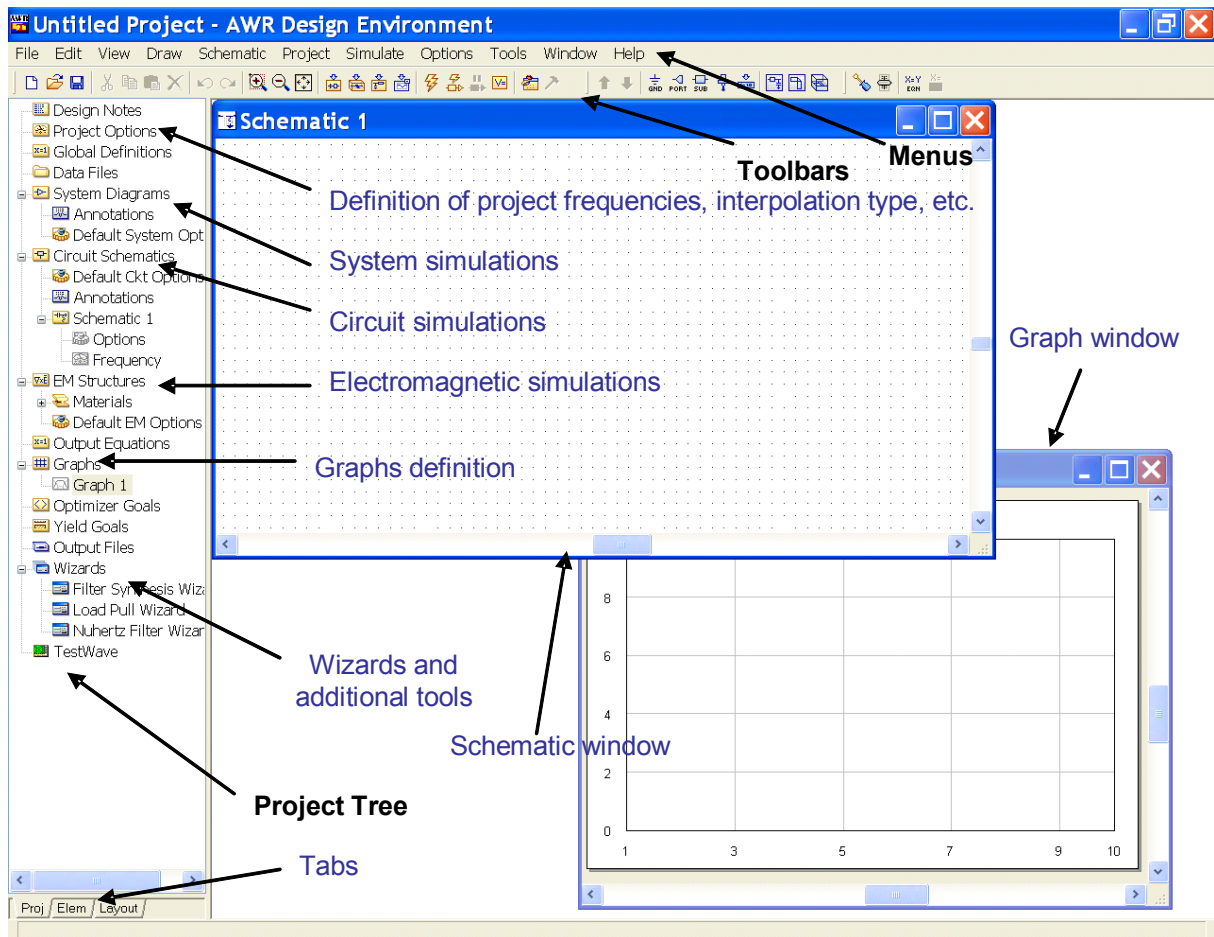 Untitled Project - AWR Design Environment
File Edit View Draw Schematic Project Simulate Options Tools Window Help
GND PORT SUB X=Y EQN X=
Design Notes
Project Options
Global Definitions
Data Files
System Diagrams
Annotations
Default System Opt
Circuit Schematics
Default Ckt Options
Annotations
Schematic 1
Options
Frequency
EM Structures
Materials
Default EM Options
Output Equations
Graphs
Graph 1
Optimizer Goals
Yield Goals
Output Files
Wizards
Filter Synthesis Wiz
Load Pull Wizard
Nuhertz Filter Wizar
TestWave
Proj Elem Layout
Schematic 1
Toolbars
Menus
Definition of project frequencies, interpolation type, etc.
System simulations
Circuit simulations
Electromagnetic simulations
Graphs definition
Graph window
Wizards and
additional tools
Schematic window
Project Tree
Tabs
8
6
4
2
0
1 3 5 7 9 10